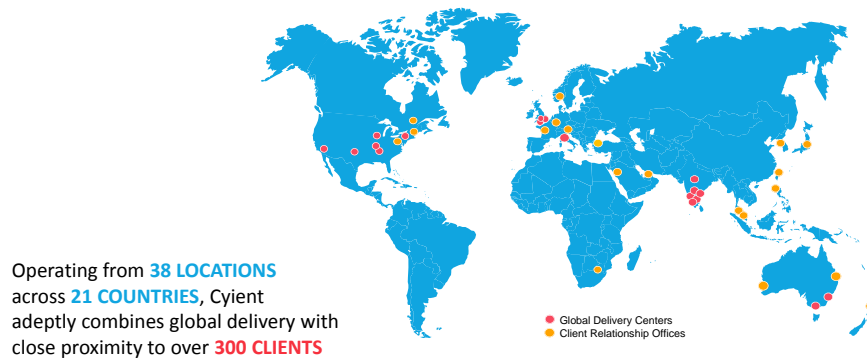 Operating from 38 LOCATIONS
across 21 COUNTRIES, Cyient
adeptly combines global delivery with
close proximity to over 300 CLIENTS
Global Delivery Centers
Client Relationship Offices